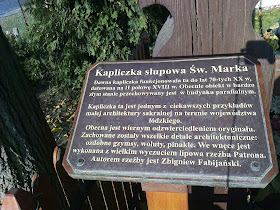 Kapliczka słupowa Św. Marka
Dawna kapliczka funkcjonowała tu do lat 70-tych XX w,
datowana na II połowę XVIII w. Obecnie obiekt w bardzo
złym stanie przechowywany jest w budynku parafialnym.
Kapliczka ta jest jednym z ciekawszych przykładów
małej architektury sakralnej na terenie województwa
łódzkiego.
Obecna jest wiernym odzwierciedleniem oryginału.
Zachowane zostały wszelkie detale architektoniczne:
ozdobne gzymsy, woluty, pinakle. We wnęce jest
wykonana z wielkim wyczuciem lipowa rzeźba Patrona.
Autorem rzeźby jest Zbigniew Fabijański.